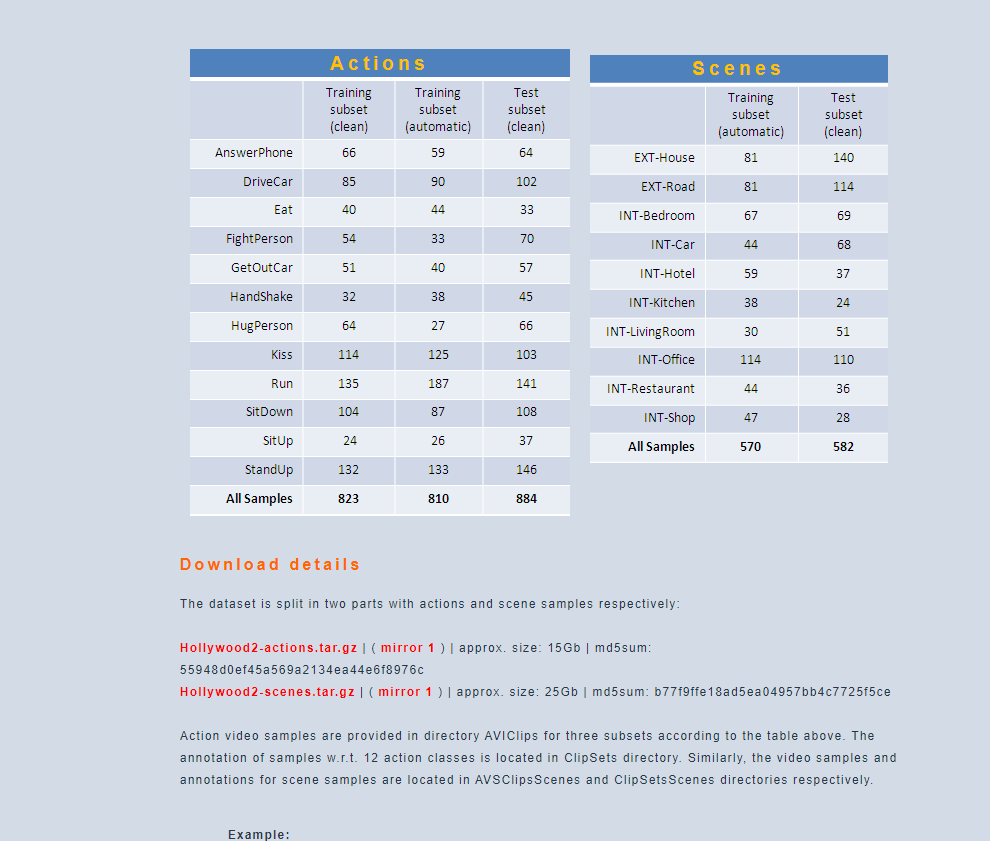 Actions
Training subset (clean) Training subset (automatic) Test subset (clean)
AnswerPhone 66 59 64
DriveCar 85 90 102
Eat 40 44 33
FightPerson 54 33 70
GetOutCar 51 40 57
HandShake 32 38 45
HugPerson 64 27 66
Kiss 114 125 103
Run 135 187 141
SitDown 104 87 108
SitUp 24 26 37
StandUp 132 133 146
All Samples 823 810 884
Scenes
Training subset (automatic) Test subset (clean)
EXT-House 81 140
EXT-Road 81 114
INT-Bedroom 67 69
INT-Car 44 68
INT-Hotel 59 37
INT-Kitchen 38 24
INT-LivingRoom 30 51
INT-Office 114 110
INT-Restaurant 44 36
INT-Shop 47 28
All Samples 570 582
Download details
The dataset is split in two parts with actions and scene samples respectively:
Hollywood2-actions.tar.gz | ( mirror 1 ) | approx. size: 15Gb | md5sum:
55948d0ef45a569a2134ea44e6f8976c
Hollywood2-scenes.tar.gz | ( mirror 1 ) | approx. size: 25Gb | md5sum: b77f9ffe18ad5ea04957bb4c7725f5ce
Action video samples are provided in directory AVIClips for three subsets according to the table above. The
annotation of samples w.r.t. 12 action classes is located in ClipSets directory. Similarly, the video samples and
annotations for scene samples are located in AVSClipsScenes and ClipSetsScenes directories respectively.
Example: